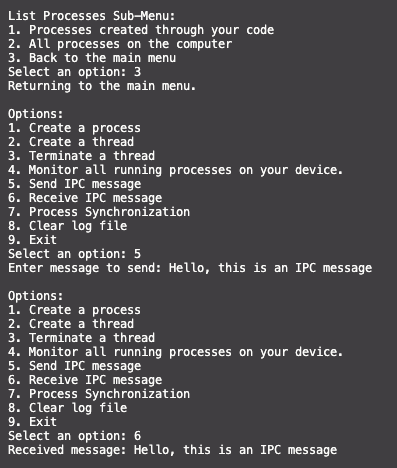 List Processes Sub-Menu:
1. Processes created through your code
2. All processes on the computer
3. Back to the main menu
Select an option: 3
Returning to the main menu.

Options:
1. Create a process
2. Create a thread
3. Terminate a thread
4. Monitor all running processes on your device.
5. Send IPC message
6. Receive IPC message
7. Process Synchronization
8. Clear log file
9. Exit
Select an option: 5
Enter message to send: Hello, this is an IPC message

Options:
1. Create a process
2. Create a thread
3. Terminate a thread
4. Monitor all running processes on your device.
5. Send IPC message
6. Receive IPC message
7. Process Synchronization
8. Clear log file
9. Exit
Select an option: 6
Received message: Hello, this is an IPC message